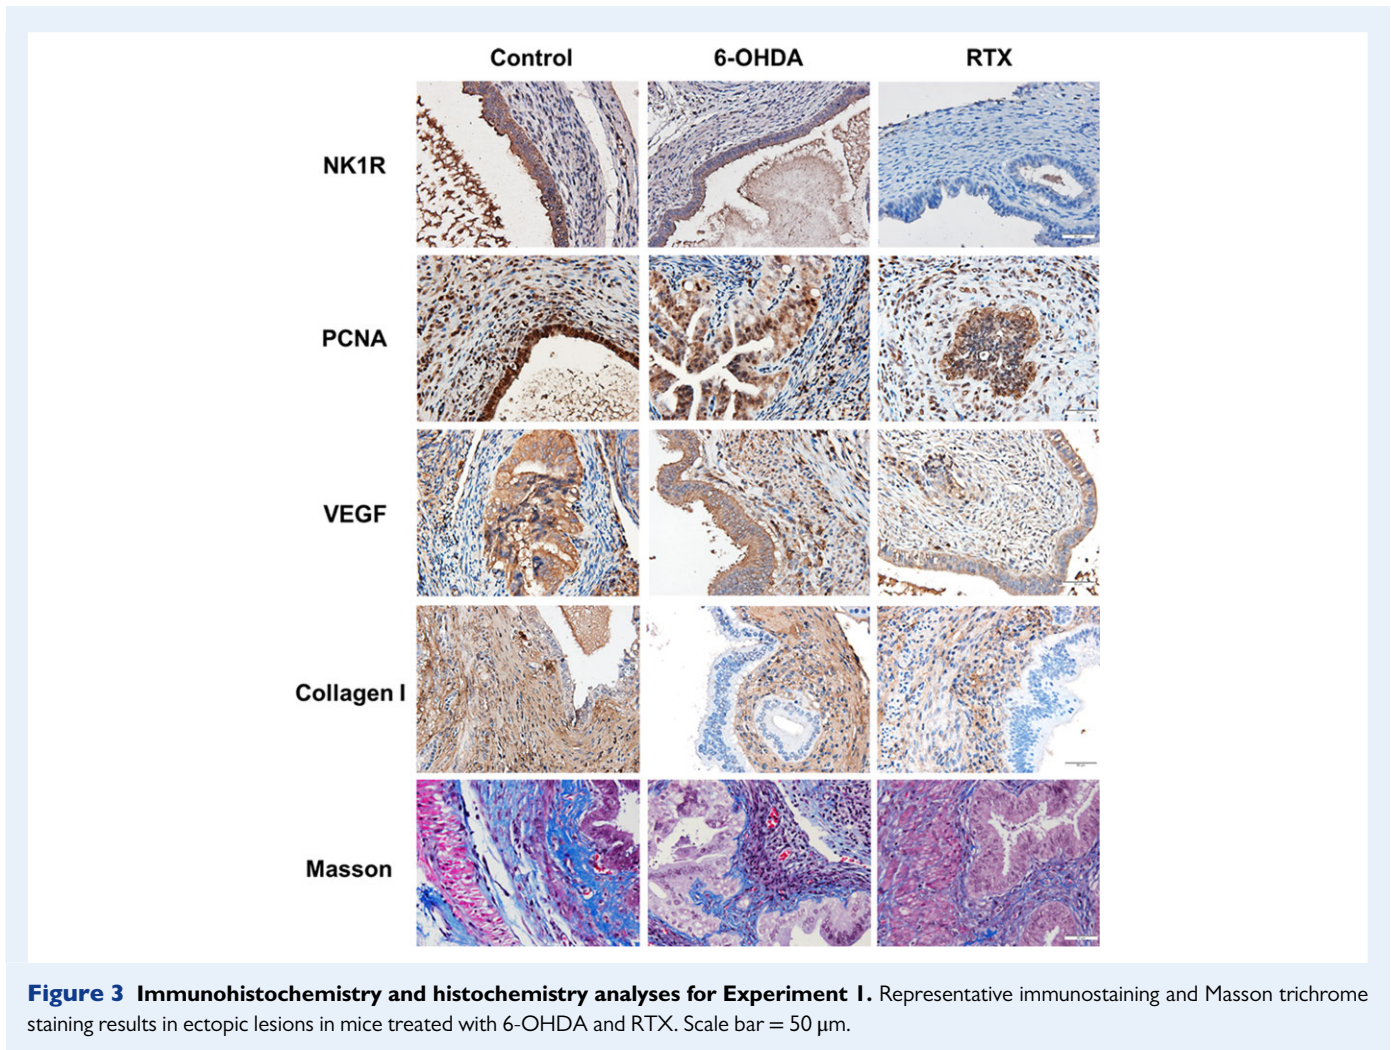 Control 6-OHDA RTX
NK1R
PCNA
VEGF
Collagen I
Masson
Figure 3 Immunohistochemistry and histochemistry analyses for Experiment 1. Representative immunostaining and Masson trichrome
staining results in ectopic lesions in mice treated with 6-OHDA and RTX. Scale bar = 50 μm.